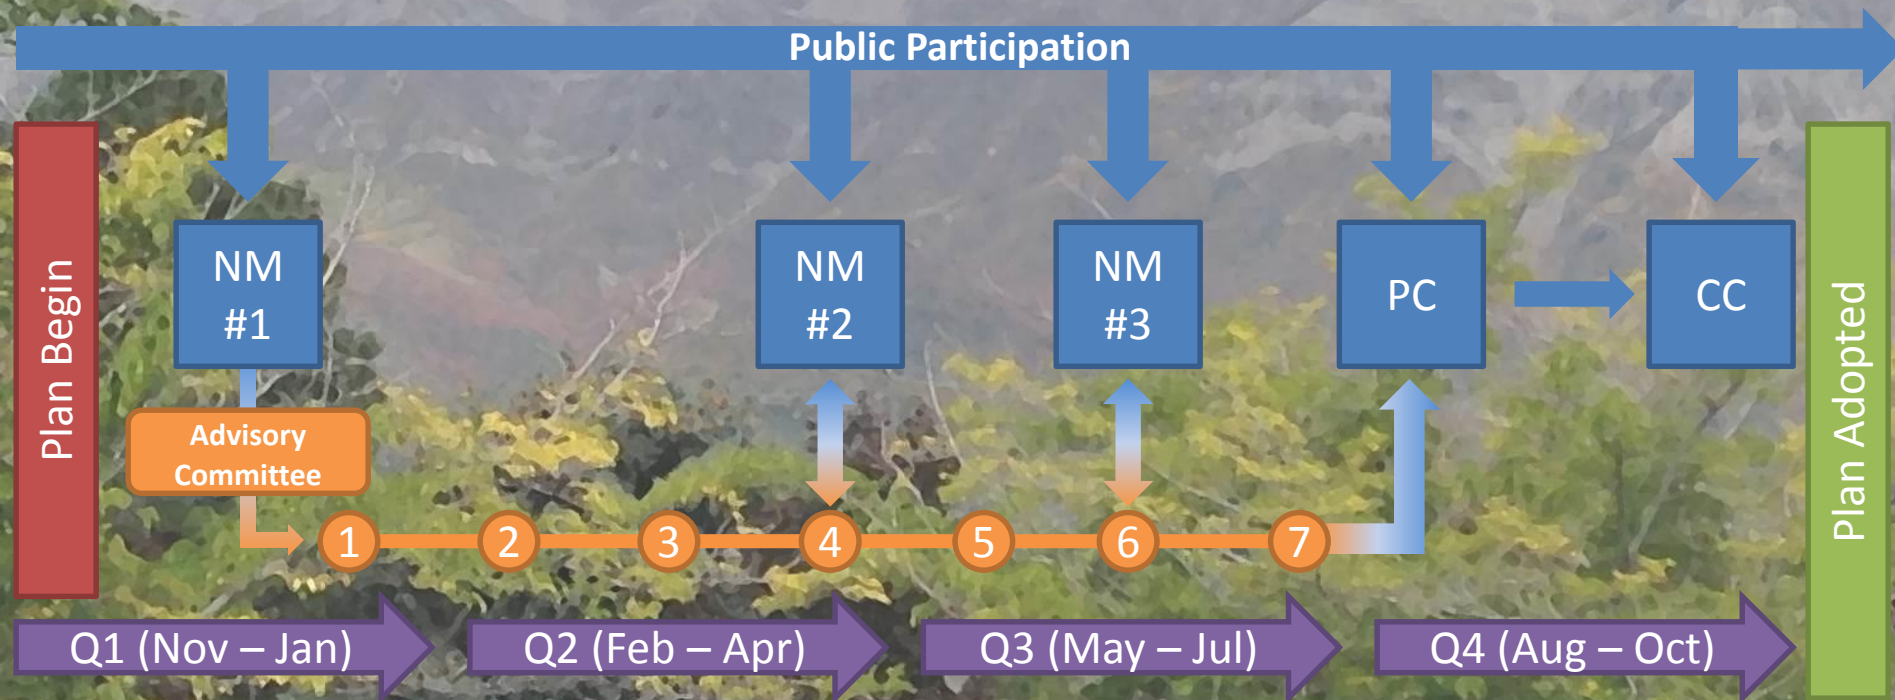 Public Participation
Plan Begin
NM
#1
NM
#2
NM
#3
PC
CC
Plan Adopted
Advisory
Committee
1
2
3
4
5
6
7
Q1 (Nov – Jan)
Q2 (Feb – Apr)
Q3 (May – Jul)
Q4 (Aug – Oct)